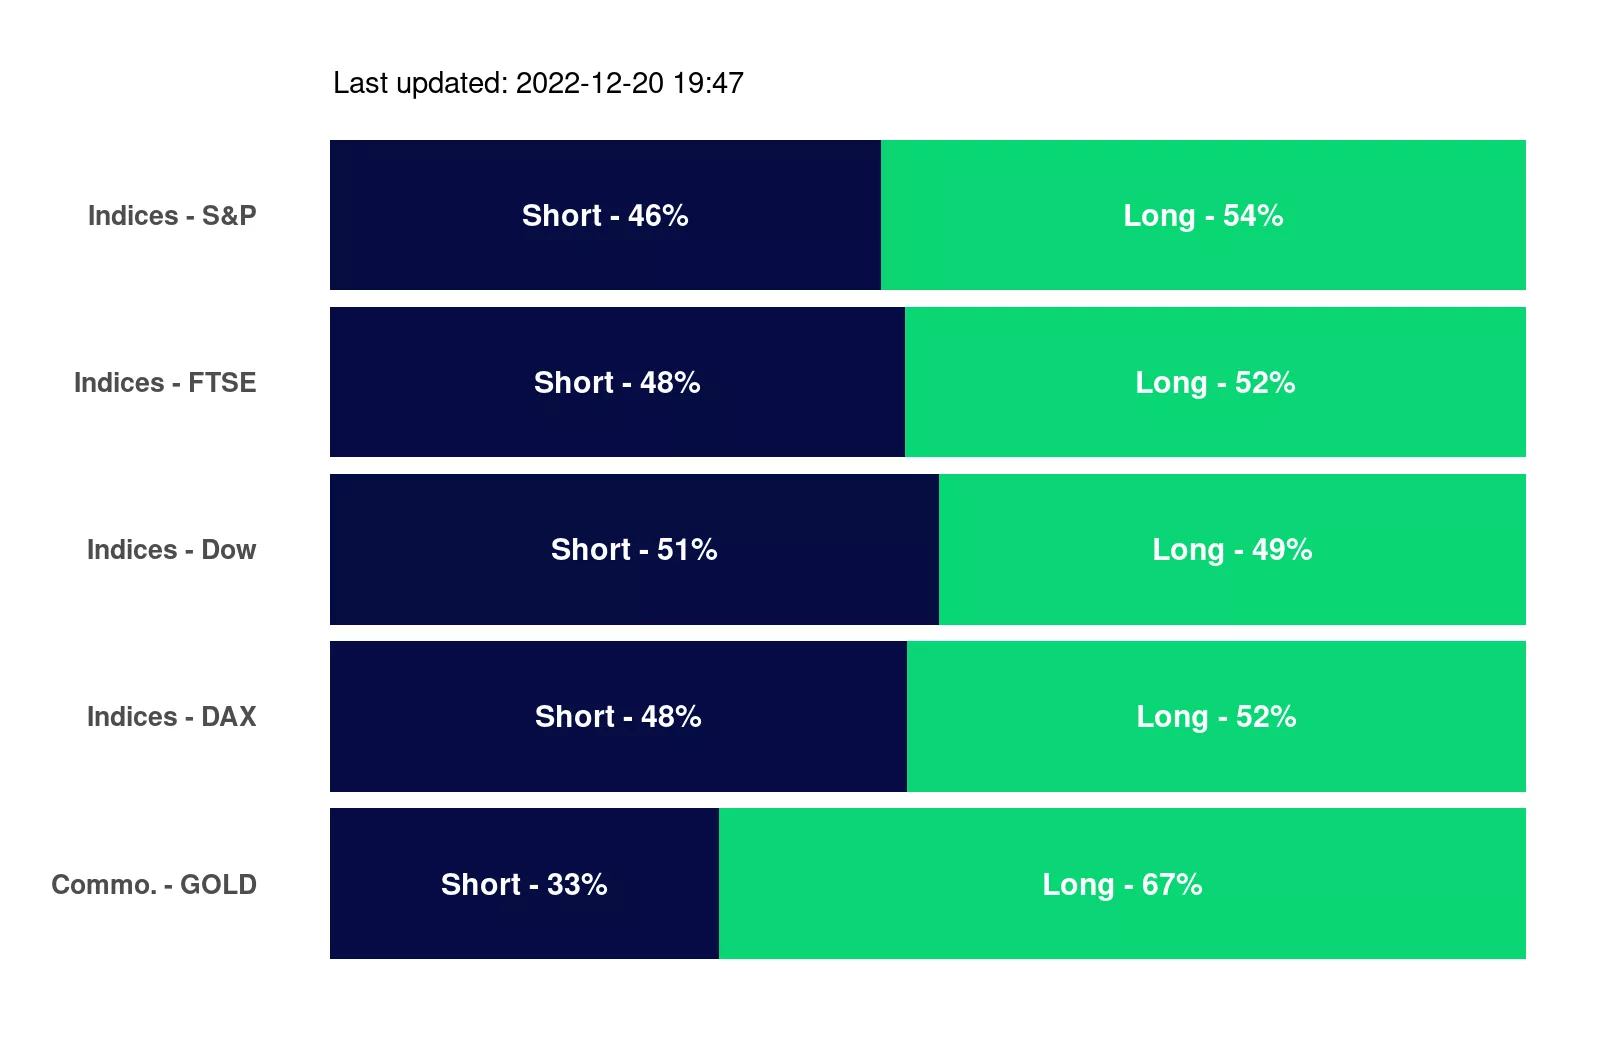 Last updated: 2022-12-20 19:47
Indices - S&P Short - 46% Long - 54%
Indices - FTSE Short - 48% Long - 52%
Indices - Dow Short - 51% Long - 49%
Indices - DAX Short - 48% Long - 52%
Commo. - GOLD Short - 33% Long - 67%